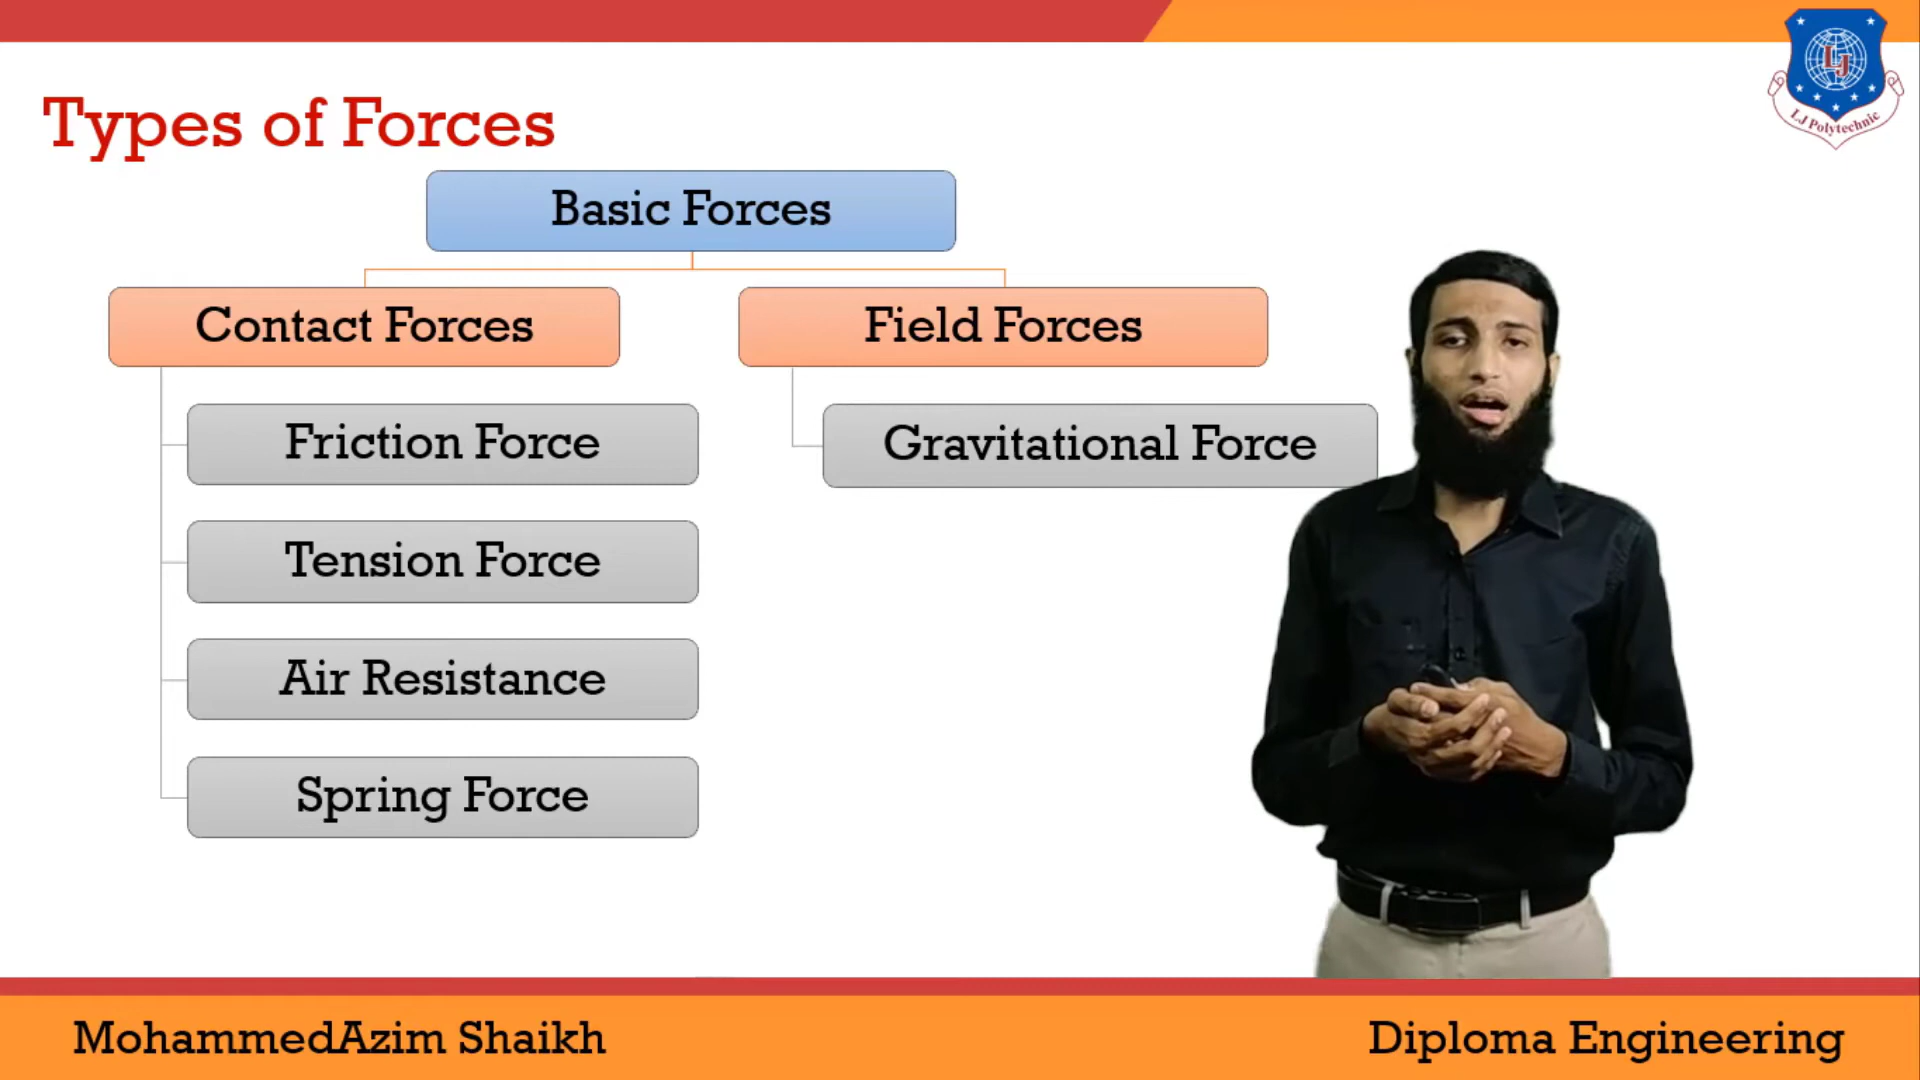 Types of Forces
LJ
LJ Polytechnic
Basic Forces
Contact Forces
Field Forces
Friction Force
Gravitational Force
Tension Force
Air Resistance
Spring Force
MohammedAzim Shaikh
Diploma Engineering